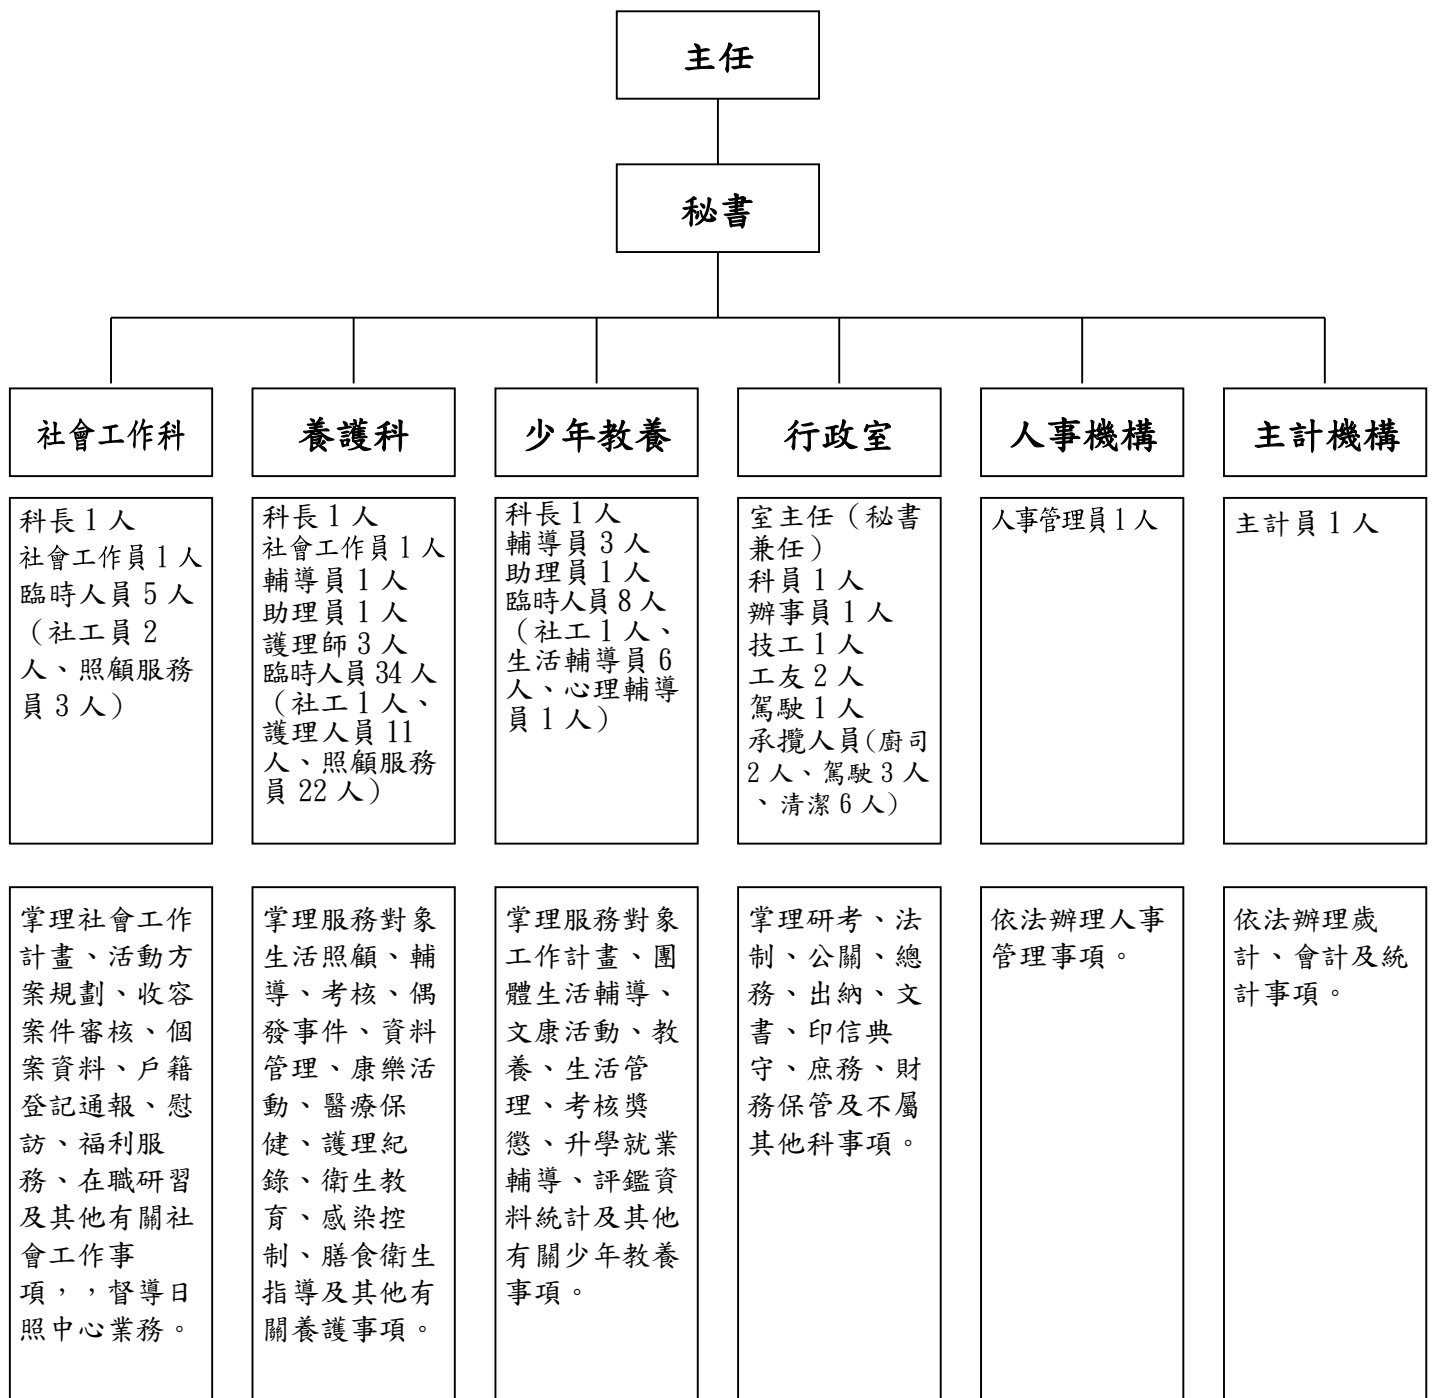 主任
秘書
社會工作科
養護科
少年教養
行政室
人事機構
主計機構
科長 1 人
社會工作員 1 人
臨時人員 5 人
（社工員 2
人、照顧服務
員 3 人）
科長 1 人
社會工作員 1 人
輔導員 1 人
助理員 1 人
護理師 3 人
臨時人員 34 人
（社工 1 人、
護理人員 11
人、照顧服務
員 22 人）
科長 1 人
輔導員 3 人
助理員 1 人
臨時人員 8 人
（社工 1 人、
生活輔導員 6
人、心理輔導
員 1 人）
室主任（秘書
兼任）
科員 1 人
辦事員 1 人
技工 1 人
工友 2 人
駕駛 1 人
承攬人員(廚司
2 人、駕駛 3 人
、清潔 6 人)
人事管理員 1 人
主計員 1 人
掌理社會工作
計畫、活動方
案規劃、收容
案件審核、個
案資料、戶籍
登記通報、慰
訪、福利服
務、在職研習
及其他有關社
會工作事
項，，督導日
照中心業務。
掌理服務對象
生活照顧、輔
導、考核、偶
發事件、資料
管理、康樂活
動、醫療保
健、護理紀
錄、衛生教
育、感染控
制、膳食衛生
指導及其他有
關養護事項。
掌理服務對象
工作計畫、團
體生活輔導、
文康活動、教
養、生活管
理、考核獎
懲、升學就業
輔導、評鑑資
料統計及其他
有關少年教養
事項。
掌理研考、法
制、公關、總
務、出納、文
書、印信典
守、庶務、財
務保管及不屬
其他科事項。
依法辦理人事
管理事項。
依法辦理歲
計、會計及統
計事項。